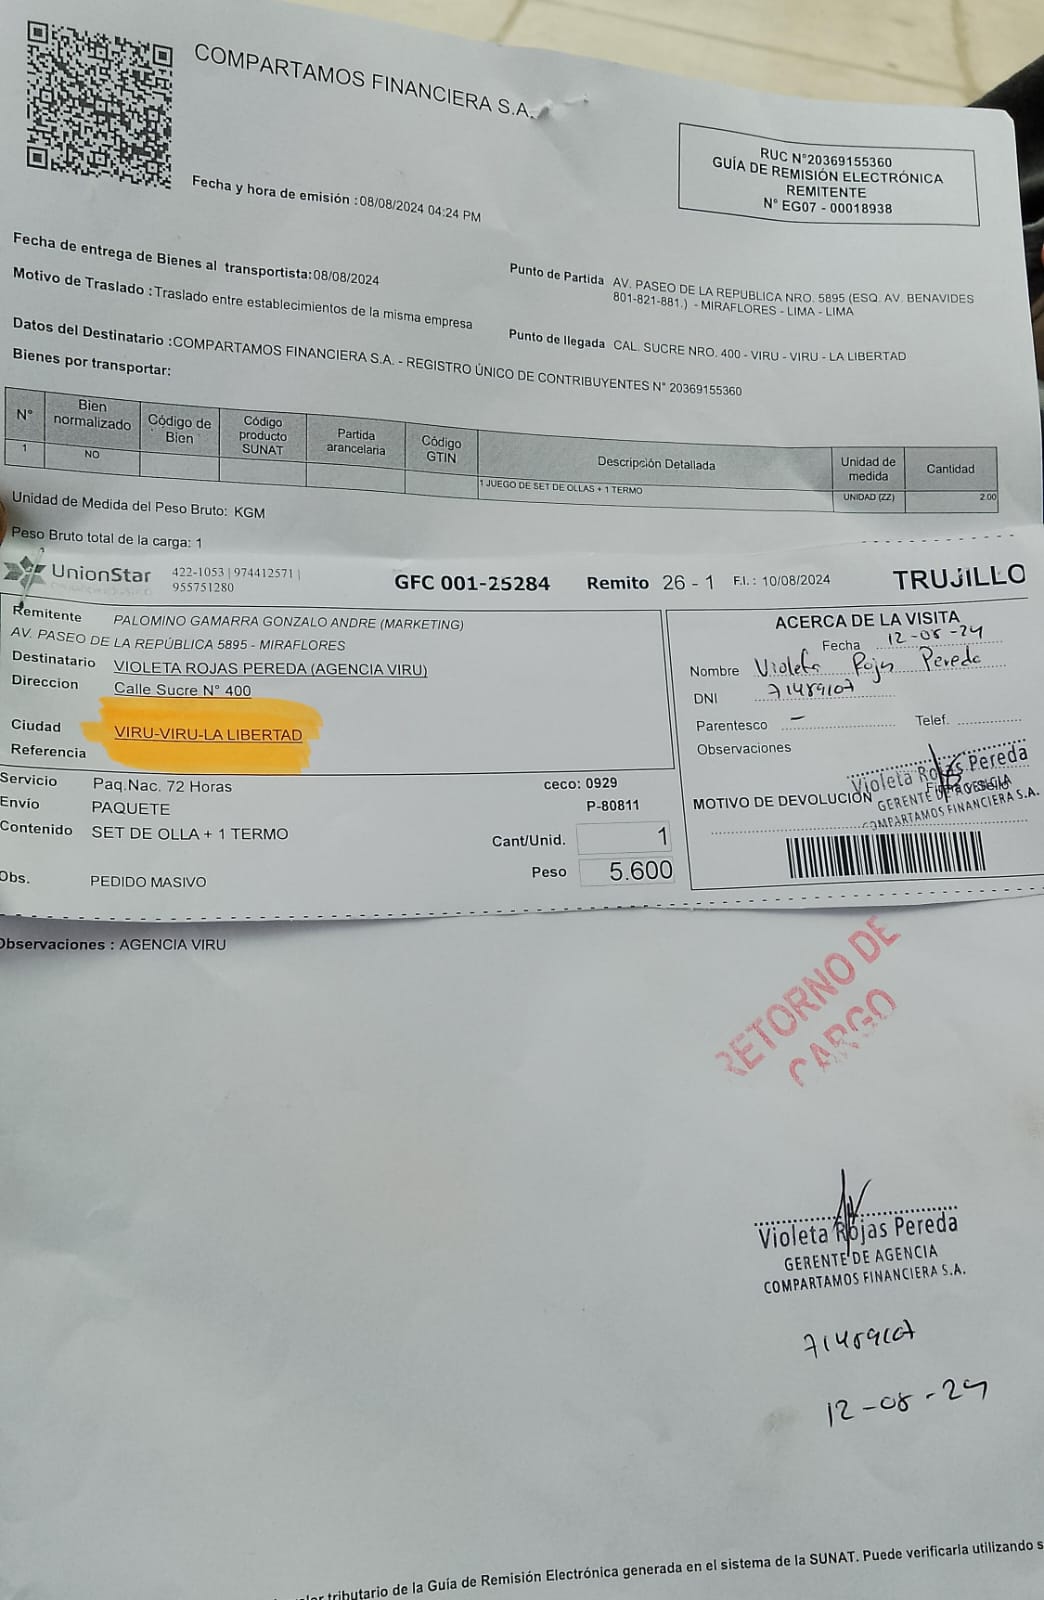 COMPARTAMOS FINANCIERA S.A.
RUC N°20369155360
GUÍA DE REMISIÓN ELECTRÓNICA
REMITENTE
N° EG07 - 00018938
Fecha y hora de emisión :08/08/2024 04:24 PM
Fecha de entrega de Bienes al transportista:08/08/2024
Motivo de Traslado :Traslado entre establecimientos de la misma empresa
Punto de Partida AV. PASEO DE LA REPUBLICA NRO. 5895 (ESQ. AV. BENAVIDES
801-821-881.) - MIRAFLORES - LIMA - LIMA
Punto de llegada CAL. SUCRE NRO. 400 - VIRU - VIRU - LA LIBERTAD
Datos del Destinatario :COMPARTAMOS FINANCIERA S.A. - REGISTRO ÚNICO DE CONTRIBUYENTES N° 20369155360
Bienes por transportar:
N° Bien normalizado Código de Bien Código producto SUNAT Partida arancelaria Código GTIN Descripción Detallada Unidad de medida Cantidad
1 NO 1 JUEGO DE SET DE OLLAS + 1 TERMO UNIDAD (ZZ) 2.00
Unidad de Medida del Peso Bruto: KGM
Peso Bruto total de la carga: 1
UnionStar 422-1053 | 974412571 |
955751280
GFC 001-25284 Remito 26 - 1 F.I.: 10/08/2024 TRUJILLO
Remitente PALOMINO GAMARRA GONZALO ANDRE (MARKETING)
AV. PASEO DE LA REPÚBLICA 5895 - MIRAFLORES
Destinatario VIOLETA ROJAS PEREDA (AGENCIA VIRU)
Direccion Calle Sucre N° 400
Ciudad VIRU-VIRU-LA LIBERTAD
Referencia
Servicio Paq.Nac. 72 Horas
Envío PAQUETE
Contenido SET DE OLLA + 1 TERMO
Obs. PEDIDO MASIVO
ceco: 0929
P-80811
Cant/Unid. 1
Peso 5.600
ACERCA DE LA VISITA
Fecha 12-08-24
Nombre Violeta Rojas Pereda
DNI 71489107
Parentesco - Telef.
Observaciones
MOTIVO DE DEVOLUCIÓN
Violeta Rojas Pereda
GERENTE DE AGENCIA
COMPARTAMOS FINANCIERA S.A.
Observaciones : AGENCIA VIRU
RETORNO DE
CARGO
Violeta Rojas Pereda
GERENTE DE AGENCIA
COMPARTAMOS FINANCIERA S.A.
71489107
12-08-24
tributario de la Guía de Remisión Electrónica generada en el sistema de la SUNAT. Puede verificarla utilizando